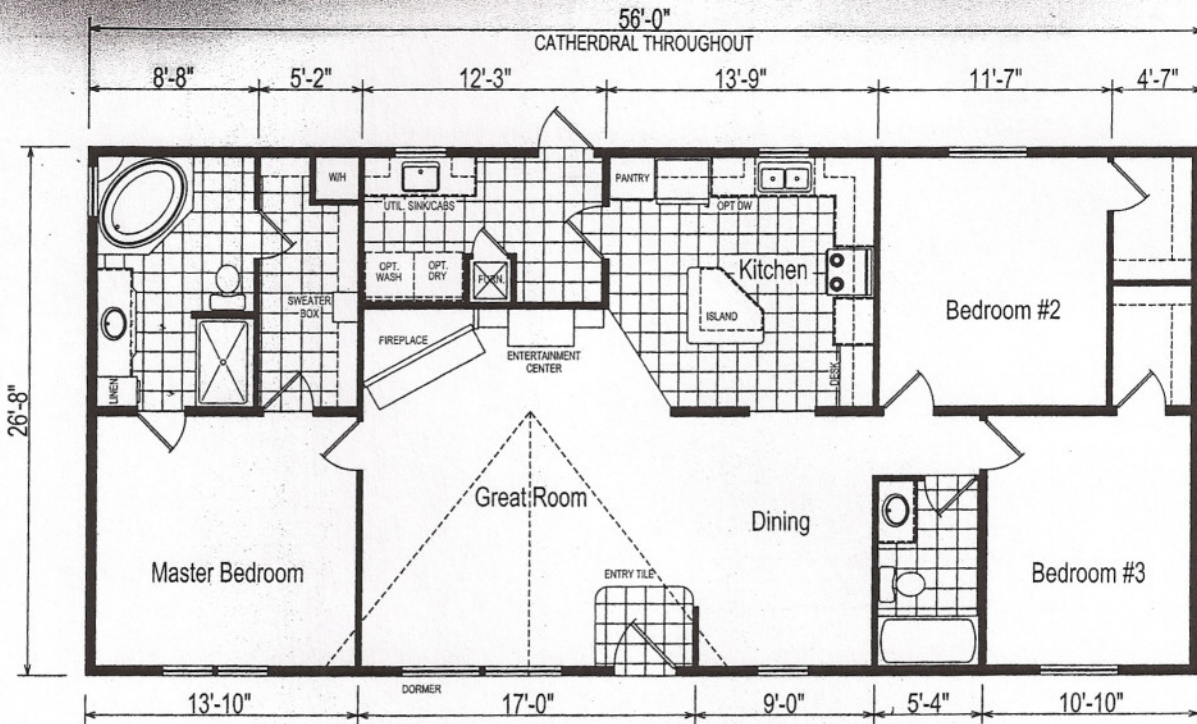 56'-0"
CATHERDRAL THROUGHOUT
8'-8" 5'-2" 12'-3" 13'-9" 11'-7" 4'-7"
26'-8"
W/H
UTIL. SINK/CABS
PANTRY
OPT DW
OPT. WASH
OPT. DRY
FURN.
Kitchen
ISLAND
DESK
SWEATER
BOX
LINEN
FIREPLACE
ENTERTAINMENT
CENTER
Bedroom #2
Great Room
Dining
Master Bedroom
ENTRY TILE
Bedroom #3
DORMER
13'-10" 17'-0" 9'-0" 5'-4" 10'-10"